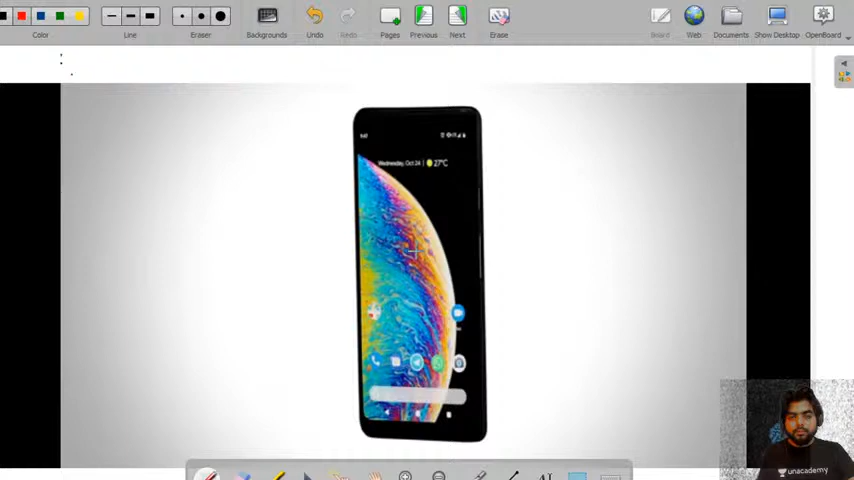 Color
Line
Eraser
Backgrounds
Undo
Redo
Pages
Previous
Next
Erase
Board
Web
Documents
Show Desktop
OpenBoard
Wednesday, Oct 24 | 27°C
unacademy